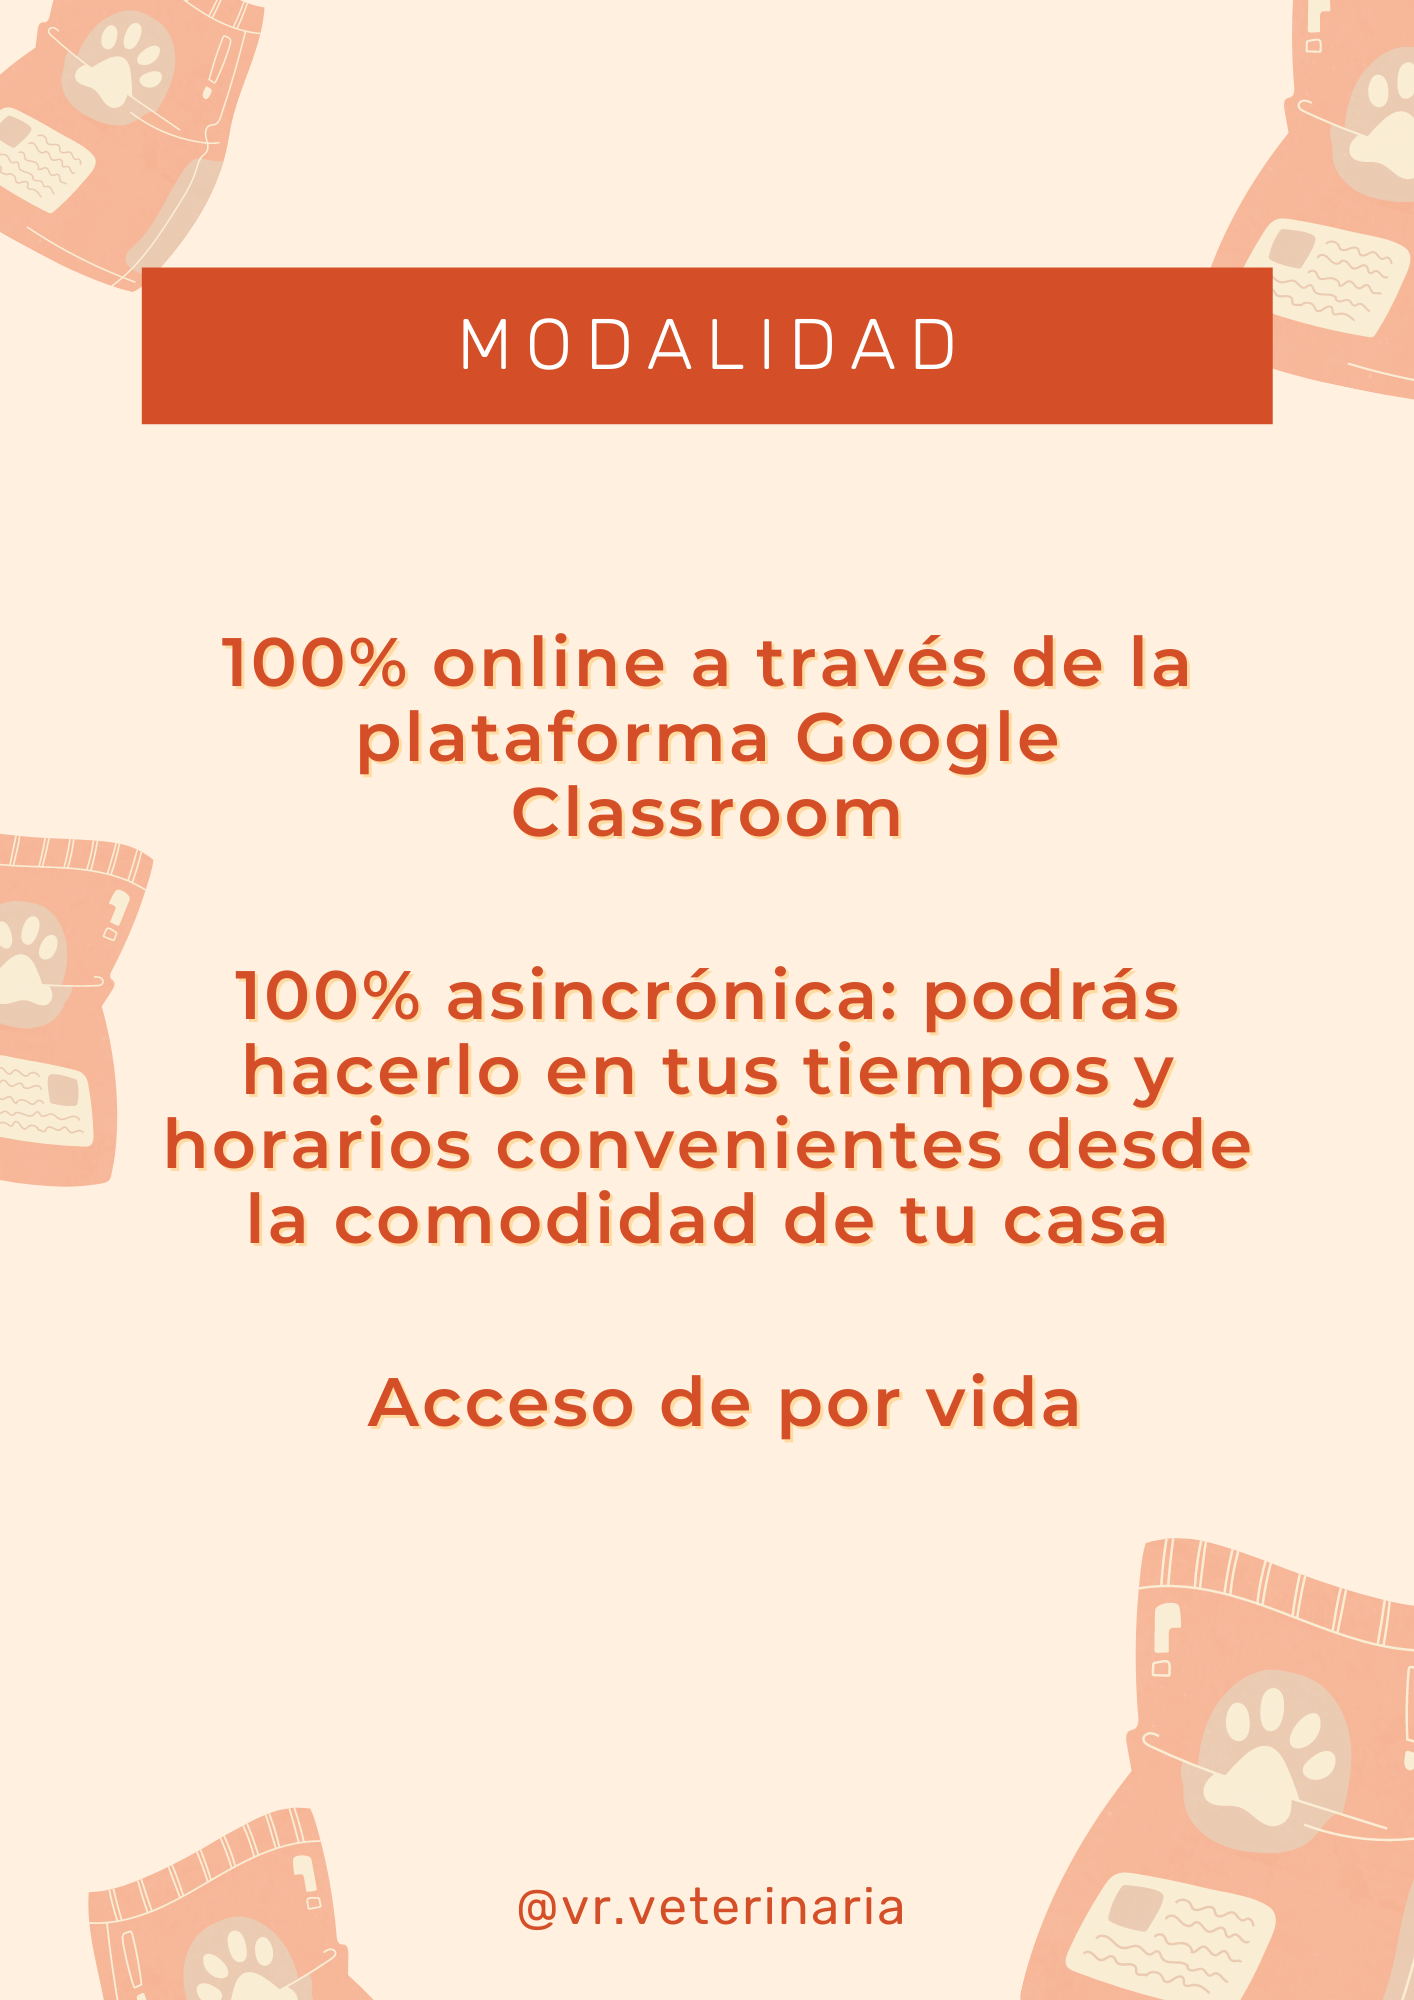 MODALIDAD
100% online a través de la
plataforma Google
Classroom
100% asincrónica: podrás
hacerlo en tus tiempos y
horarios convenientes desde
la comodidad de tu casa
Acceso de por vida
@vr.veterinaria